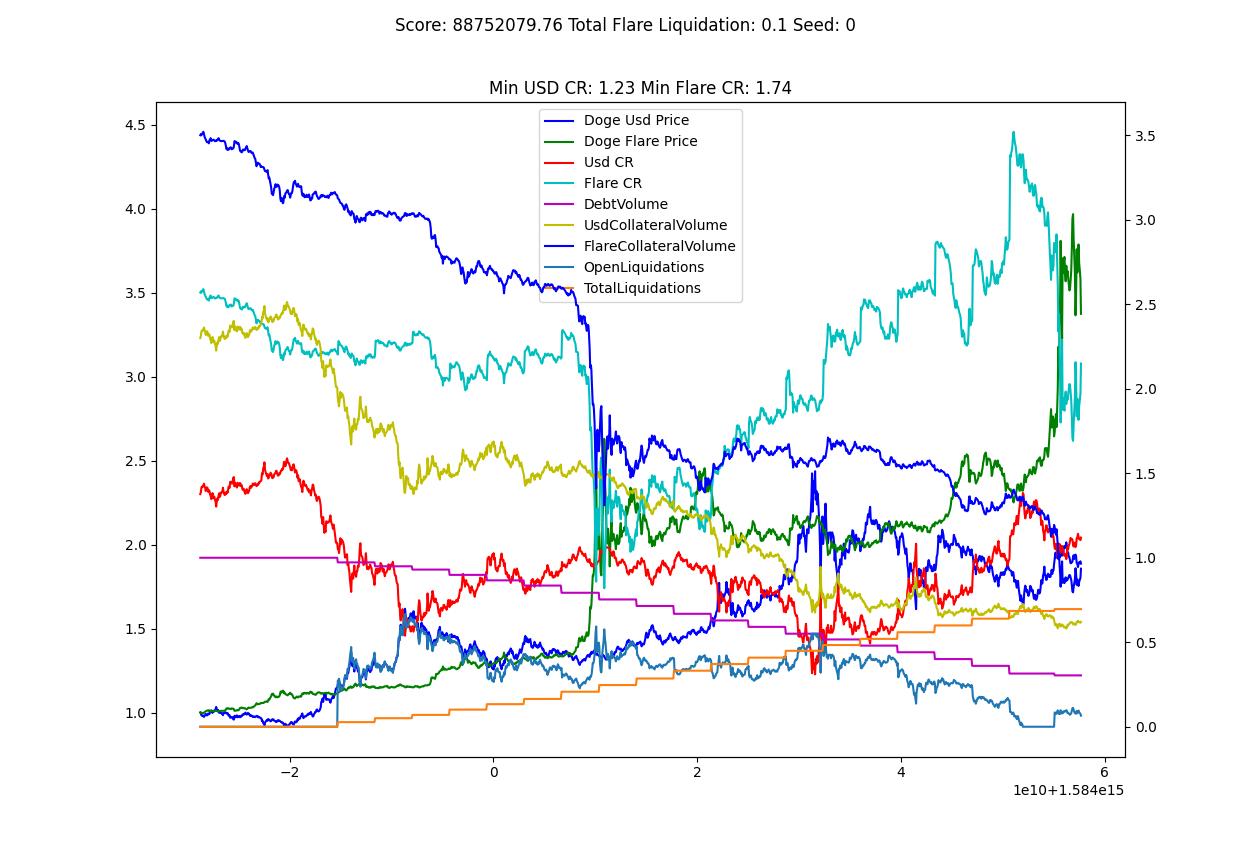 Score: 88752079.76 Total Flare Liquidation: 0.1 Seed: 0
Min USD CR: 1.23 Min Flare CR: 1.74
Doge Usd Price
Doge Flare Price
Usd CR
Flare CR
DebtVolume
UsdCollateralVolume
FlareCollateralVolume
OpenLiquidations
TotalLiquidations
4.5
4.0
3.5
3.0
2.5
2.0
1.5
1.0
3.5
3.0
2.5
2.0
1.5
1.0
0.5
0.0
−2
0
2
4
6
1e10+1.584e15